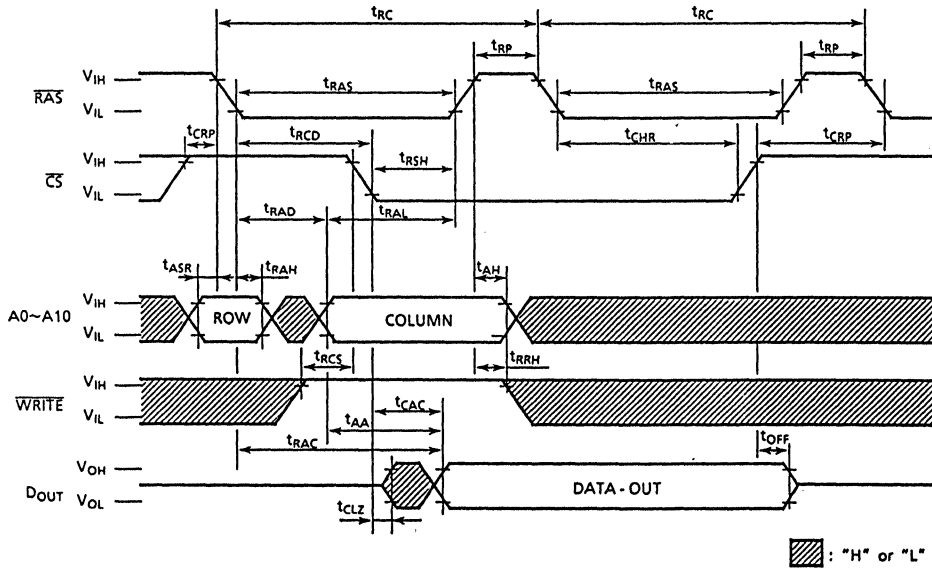 tRC tRC
tRP tRP
VIH
RAS
VIL
tRAS tRAS
tCRP tRCD tCHR tCRP
VIH
CS
VIL
tRSH
tRAD tRAL
tASR tRAH tAH
VIH
A0~A10 ROW COLUMN
VIL
tRCS tRRH
VIH
WRITE
VIL
tCAC
tAA
tRAC tOFF
VOH
DOUT DATA-OUT
VOL
tCLZ
: "H" or "L"